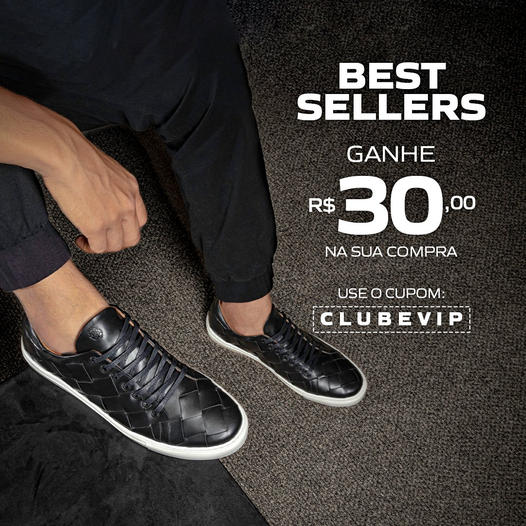 BEST
SELLERS
GANHE
R$30,00
NA SUA COMPRA
USE O CUPOM:
CLUBEVIP